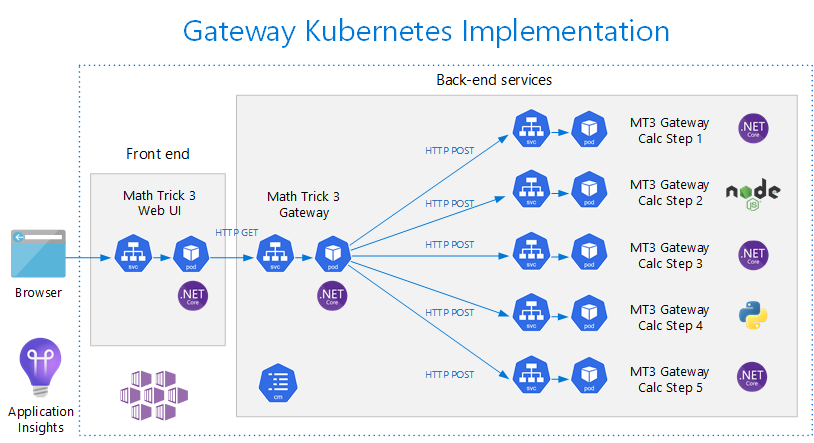 Gateway Kubernetes Implementation
Back-end services
Front end
Math Trick 3
Web UI
svc
pod
.NET
Core
HTTP GET
Math Trick 3
Gateway
svc
pod
.NET
Core
cm
HTTP POST
svc
pod
MT3 Gateway
Calc Step 1
.NET
Core
HTTP POST
svc
pod
MT3 Gateway
Calc Step 2
node
JS
HTTP POST
svc
pod
MT3 Gateway
Calc Step 3
.NET
Core
HTTP POST
svc
pod
MT3 Gateway
Calc Step 4
HTTP POST
svc
pod
MT3 Gateway
Calc Step 5
.NET
Core
Browser
Application
Insights